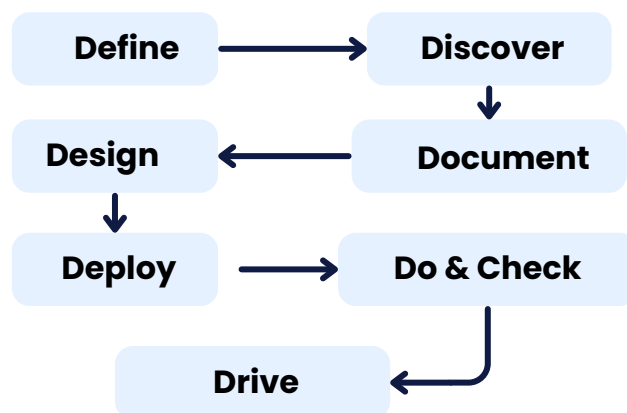 Define
Discover
Document
Design
Deploy
Do & Check
Drive